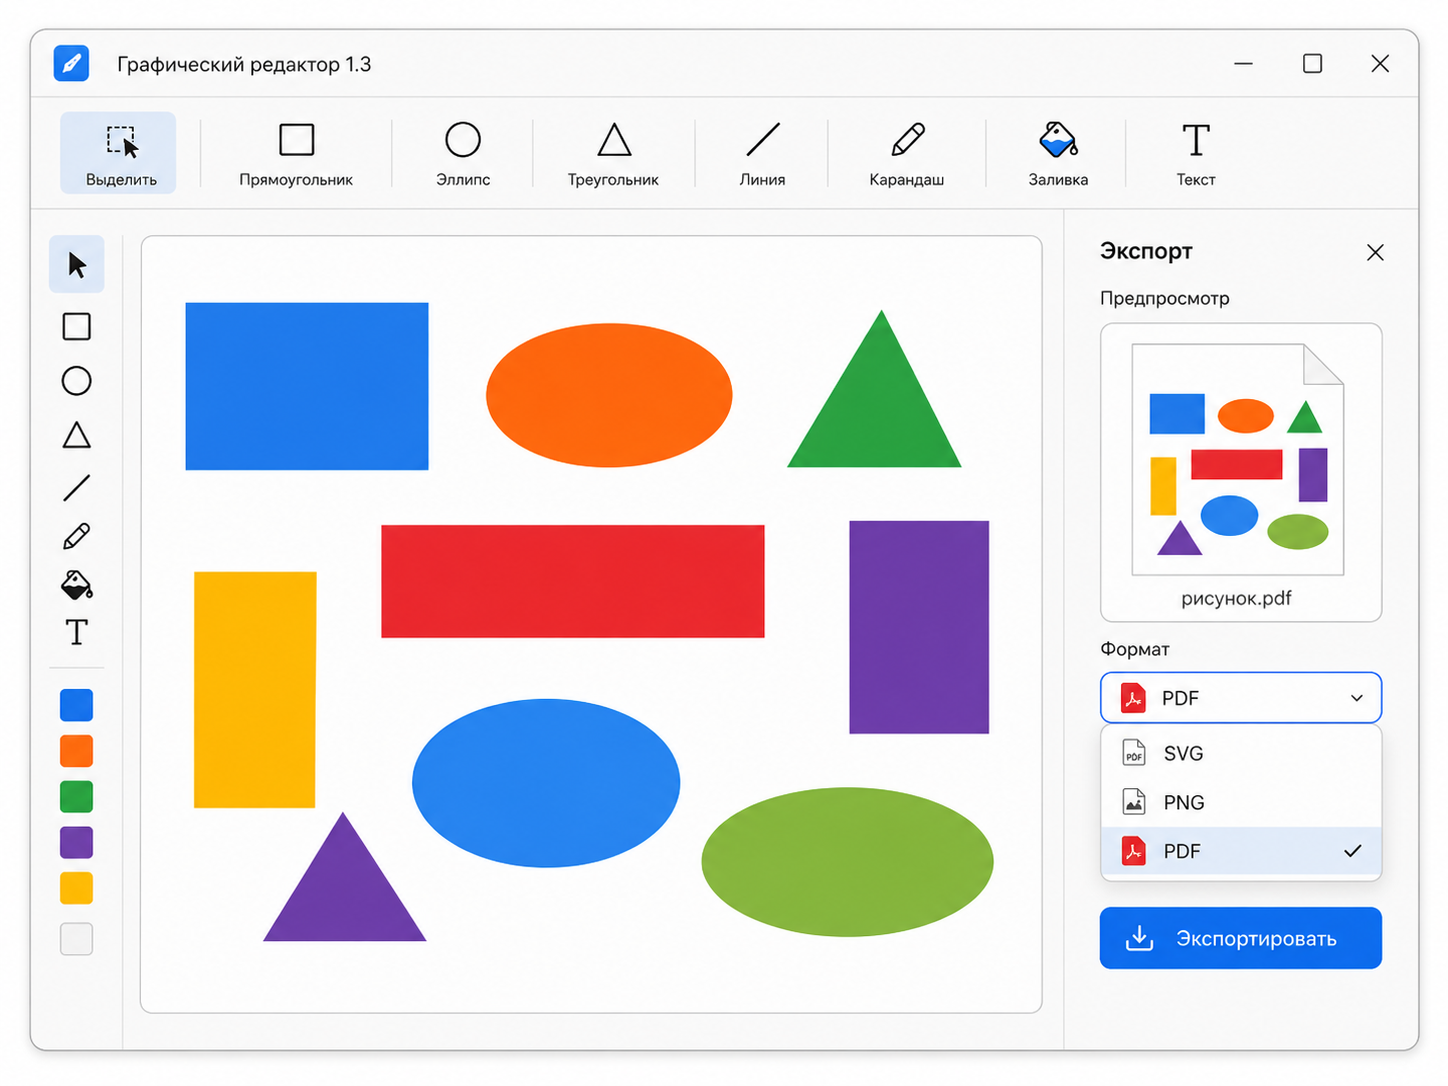 Графический редактор 1.3
Выделить
Прямоугольник
Эллипс
Треугольник
Линия
Карандаш
Заливка
T
Текст
T
Экспорт
Предпросмотр
рисунок.pdf
Формат
PDF
PDF SVG
PNG
PDF
Экспортировать